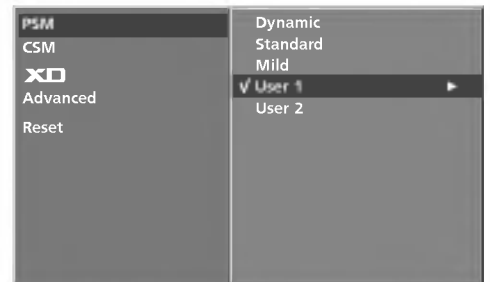 PSM
CSM
XD
Advanced
Reset
Dynamic
Standard
Mild
√ User 1 ►
User 2